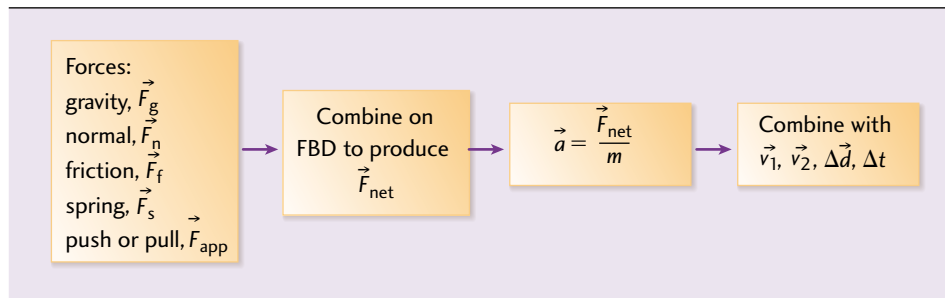 Forces:
gravity, F⃗g
normal, F⃗n
friction, F⃗f
spring, F⃗s
push or pull, F⃗app
Combine on
FBD to produce
F⃗net
a⃗ = F⃗net / m
Combine with
v⃗1, v⃗2, Δd⃗, Δt